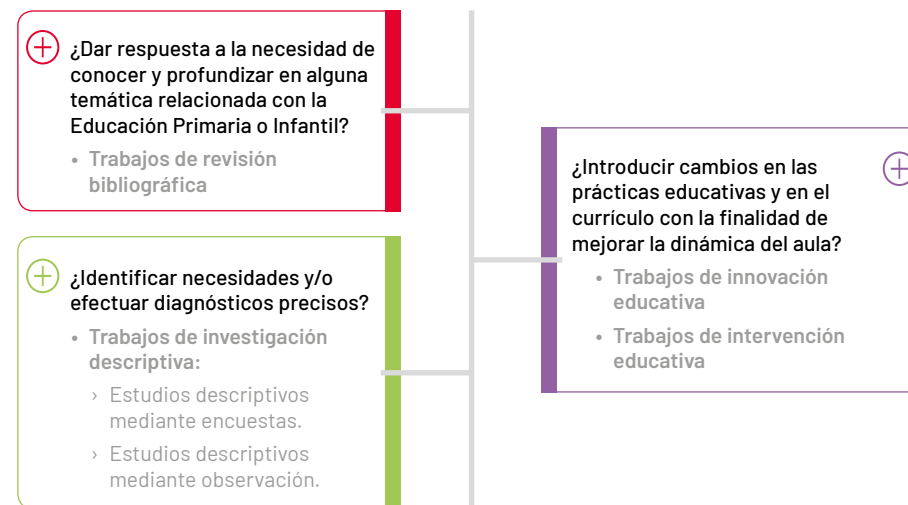 ¿Dar respuesta a la necesidad de
conocer y profundizar en alguna
temática relacionada con la
Educación Primaria o Infantil?
• Trabajos de revisión
bibliográfica
¿Identificar necesidades y/o
efectuar diagnósticos precisos?
• Trabajos de investigación
descriptiva:
› Estudios descriptivos
mediante encuestas.
› Estudios descriptivos
mediante observación.
¿Introducir cambios en las
prácticas educativas y en el
currículo con la finalidad de
mejorar la dinámica del aula?
• Trabajos de innovación
educativa
• Trabajos de intervención
educativa